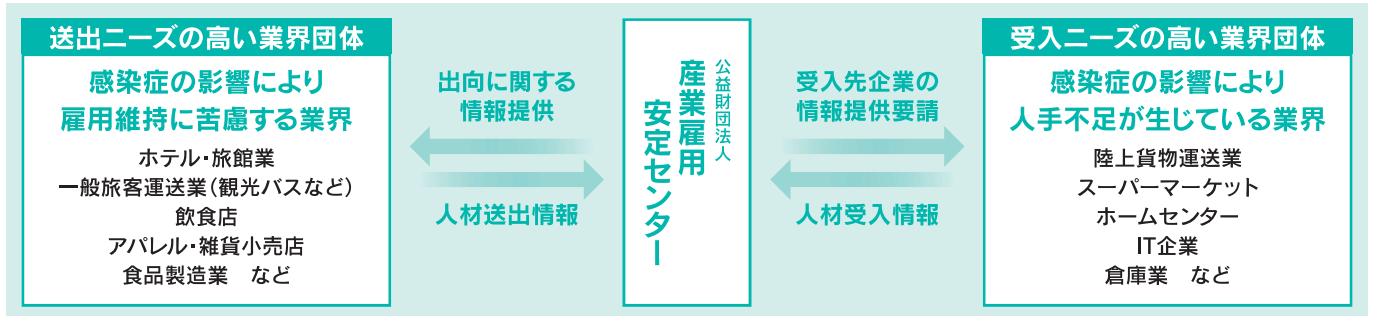 送出ニーズの高い業界団体
感染症の影響により
雇用維持に苦慮する業界
ホテル・旅館業
一般旅客運送業(観光バスなど)
飲食店
アパレル・雑貨小売店
食品製造業　など
出向に関する
情報提供
人材送出情報
公益財団法人
産業雇用
安定センター
受入先企業の
情報提供要請
人材受入情報
受入ニーズの高い業界団体
感染症の影響により
人手不足が生じている業界
陸上貨物運送業
スーパーマーケット
ホームセンター
IT企業
倉庫業　など